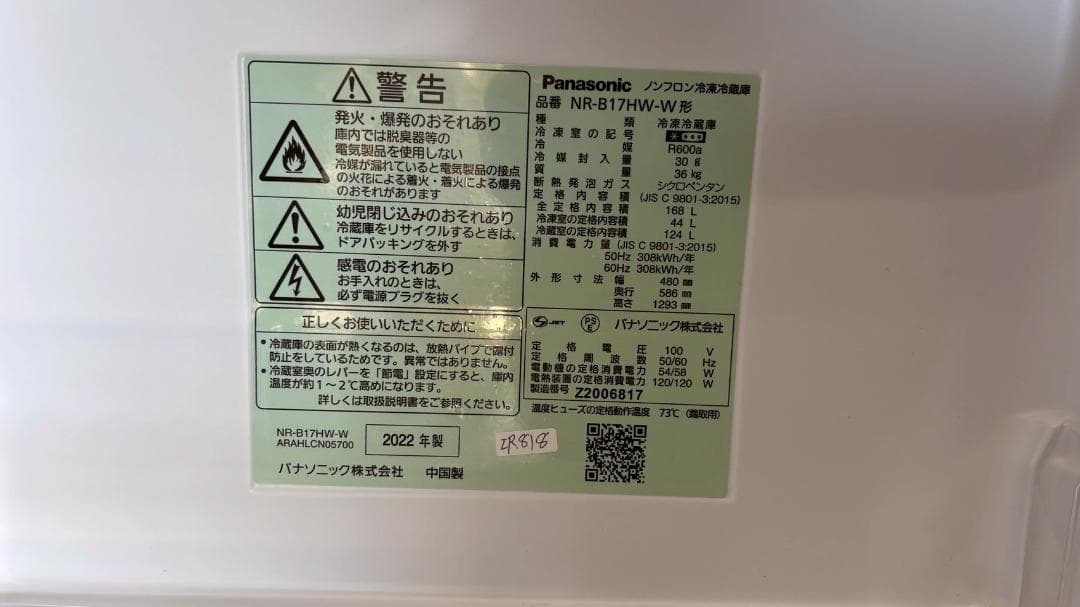 警告
発火・爆発のおそれあり
庫内では脱臭器等の
電気製品を使用しない
冷媒が漏れていると電気製品の接点
の火花による着火・着火による爆発
のおそれがあります
幼児閉じ込みのおそれあり
冷蔵庫をリサイクルするときは、
ドアパッキングを外す
感電のおそれあり
お手入れのときは、
必ず電源プラグを抜く
正しくお使いいただくために
・冷蔵庫の表面が熱くなるのは、放熱パイプで露付
防止をしているためです。異常ではありません。
・冷蔵室奥のレバーを「節電」設定にすると、庫内
温度が約1~2℃高めになります。
詳しくは取扱説明書をご参照ください。
NR-B17HW-W
ARAHLCN05700
2022 年製
パナソニック株式会社 中国製
Panasonic ノンフロン冷凍冷蔵庫
品番 NR-B17HW-W形
種類 冷凍冷蔵庫
冷凍室の記号
冷媒 R600a
冷媒封入量 30 g
質量 36 kg
断熱発泡ガス シクロペンタン
定格内容積 (JIS C 9801-3:2015)
全定格内容積 168 L
冷凍室の定格内容積 44 L
冷蔵室の定格内容積 124 L
消費電力量 (JIS C 9801-3:2015)
50Hz 308kWh/年
60Hz 308kWh/年
外形寸法 幅 480 mm
奥行 586 mm
高さ 1293 mm
S JET PS E パナソニック株式会社
定格電圧 100 V
定格周波数 50/60 Hz
電動機の定格消費電力 54/58 W
電熱装置の定格消費電力 120/120 W
製造番号 Z2006817
温度ヒューズの定格動作温度 73℃(霜取用)